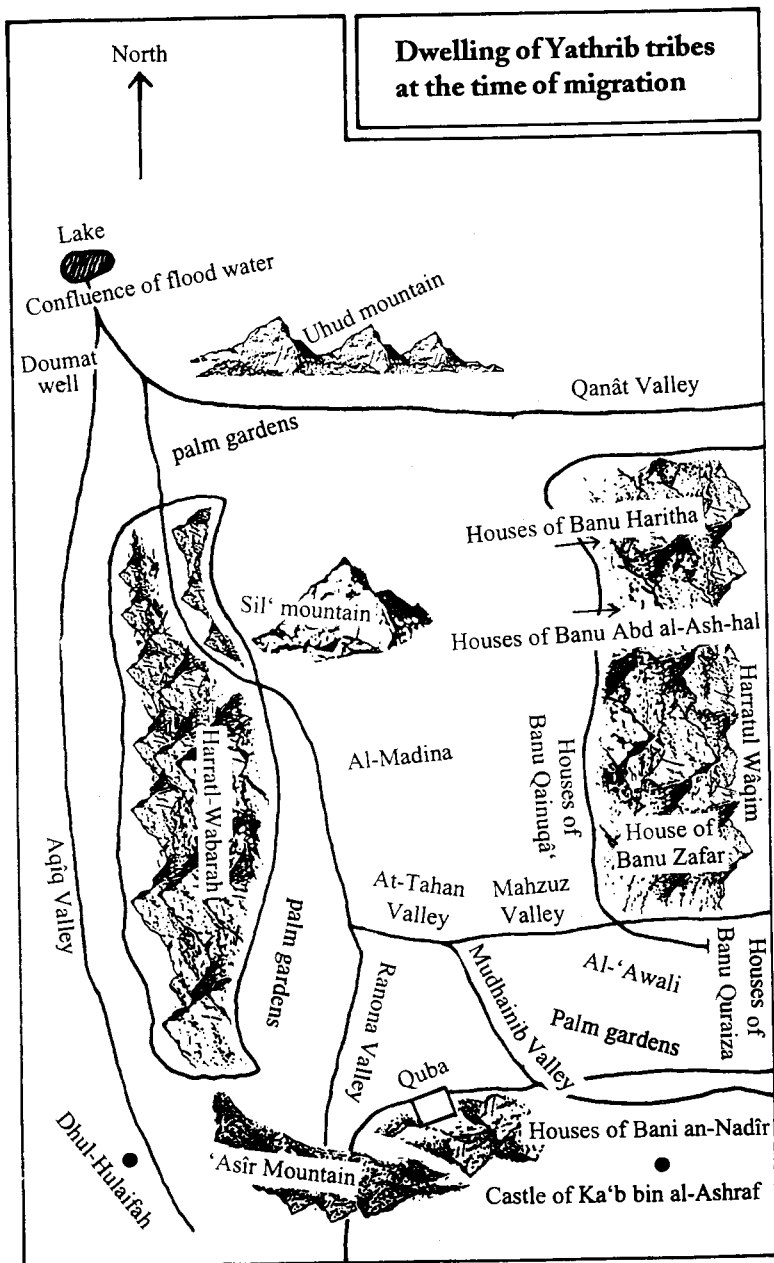 Dwelling of Yathrib tribes
at the time of migration
North
Lake
Confluence of flood water
Uhud mountain
Doumat
well
Qanât Valley
palm gardens
Houses of Banu Haritha
Sil‘ mountain
Houses of Banu Abd al-Ash-hal
Harratul Wâqim
Harratl-Wabarah
Al-Madina
Houses of
Banu Qainuqâ‘
House of
Banu Zafar
Aqîq Valley
At-Tahan
Valley
Mahzuz
Valley
palm gardens
Ranona Valley
Mudhainib Valley
Al-‘Awali
Houses of
Banu Quraiza
Palm gardens
Quba
Dhul-Hulaifah
‘Asîr Mountain
Houses of Bani an-Nadîr
Castle of Ka‘b bin al-Ashraf